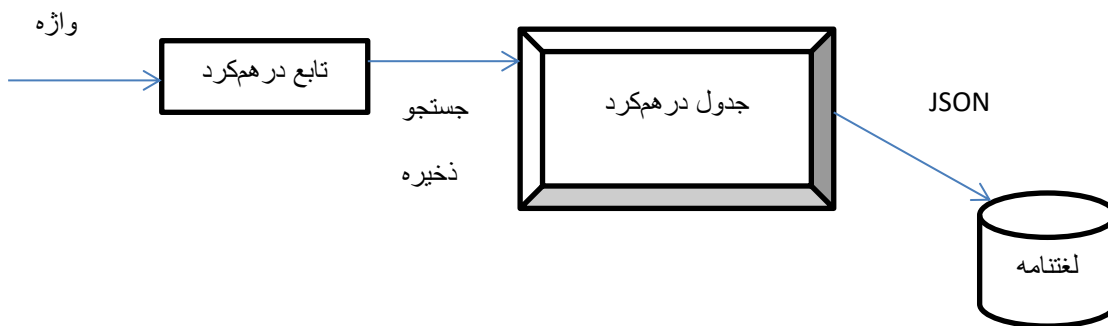 واژه
تابع درهم‌کرد
جستجو
ذخیره
جدول درهم‌کرد
JSON
لغتنامه